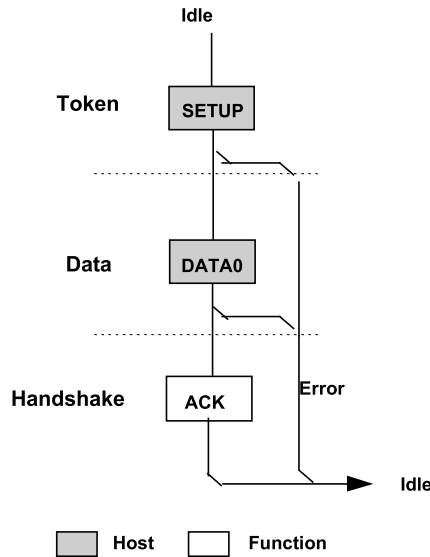 Idle
Token
SETUP
Data
DATA0
Error
Handshake
ACK
Idle
Host
Function